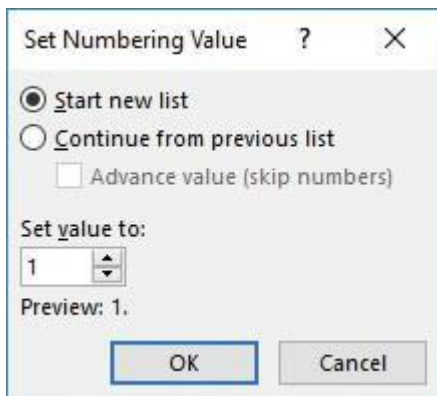 Set Numbering Value ? ×
Start new list
Continue from previous list
Advance value (skip numbers)
Set value to:
1
Preview: 1.
OK Cancel